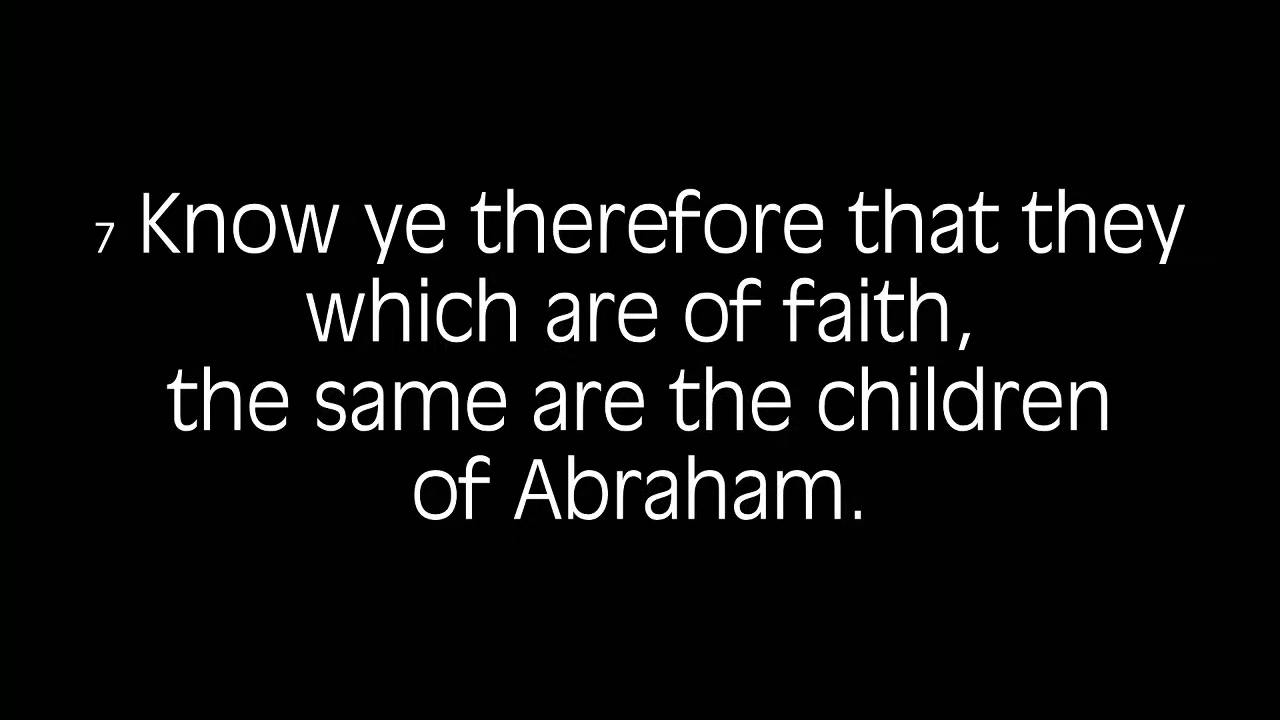 7 Know ye therefore that they
which are of faith,
the same are the children
of Abraham.